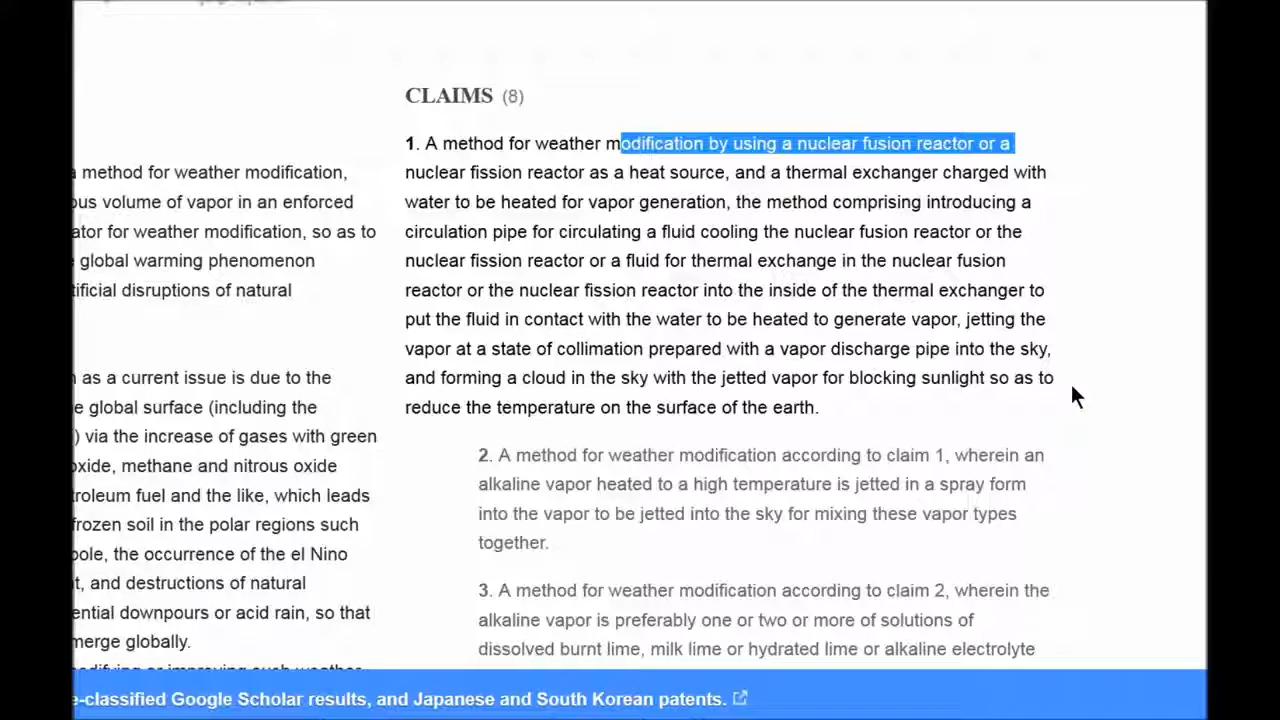 CLAIMS (8)
1. A method for weather modification by using a nuclear fusion reactor or a
nuclear fission reactor as a heat source, and a thermal exchanger charged with
water to be heated for vapor generation, the method comprising introducing a
circulation pipe for circulating a fluid cooling the nuclear fusion reactor or the
nuclear fission reactor or a fluid for thermal exchange in the nuclear fusion
reactor or the nuclear fission reactor into the inside of the thermal exchanger to
put the fluid in contact with the water to be heated to generate vapor, jetting the
vapor at a state of collimation prepared with a vapor discharge pipe into the sky,
and forming a cloud in the sky with the jetted vapor for blocking sunlight so as to
reduce the temperature on the surface of the earth.
2. A method for weather modification according to claim 1, wherein an
alkaline vapor heated to a high temperature is jetted in a spray form
into the vapor to be jetted into the sky for mixing these vapor types
together.
3. A method for weather modification according to claim 2, wherein the
alkaline vapor is preferably one or two or more of solutions of
dissolved burnt lime, milk lime or hydrated lime or alkaline electrolyte
a method for weather modification,
volume of vapor in an enforced
for weather modification, so as to
global warming phenomenon
disruptions of natural
as a current issue is due to the
global surface (including the
) via the increase of gases with green
methane and nitrous oxide
fuel and the like, which leads
frozen soil in the polar regions such
the occurrence of the el Nino
and destructions of natural
downpours or acid rain, so that
globally.
or improving such weather
-classified Google Scholar results, and Japanese and South Korean patents.